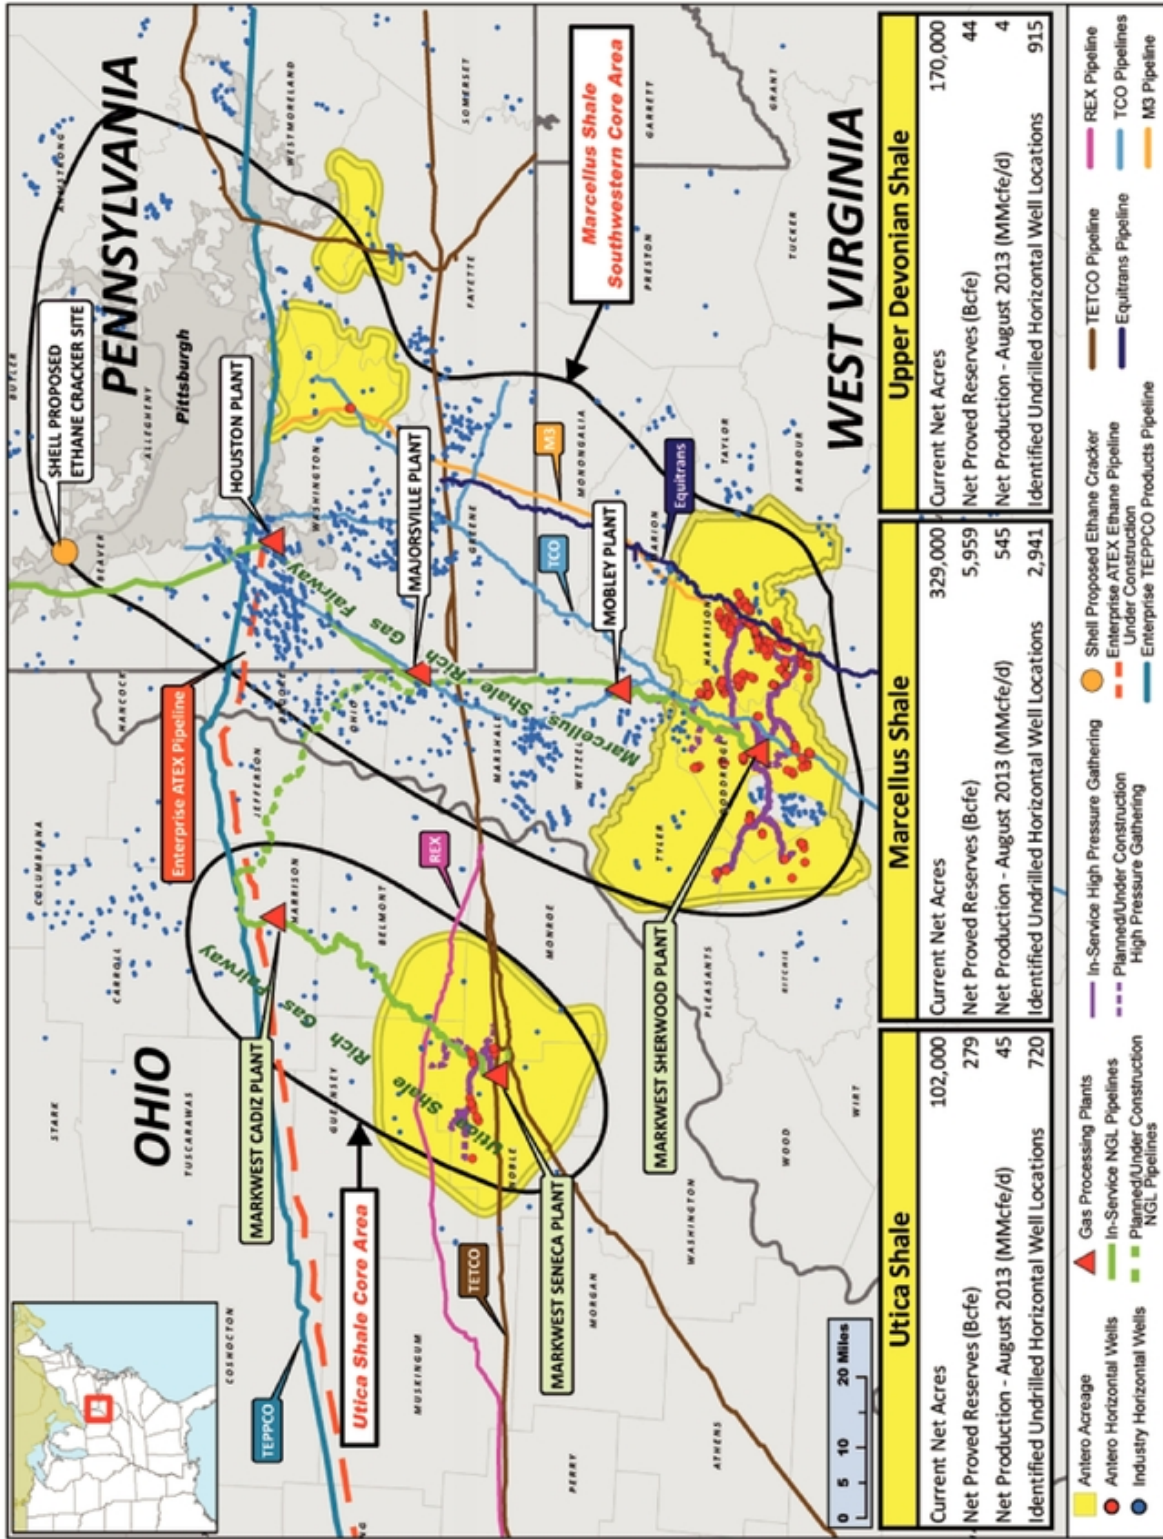 PENNSYLVANIA
OHIO
WEST VIRGINIA
SHELL PROPOSED
ETHANE CRACKER SITE
Pittsburgh
HOUSTON PLANT
MAJORSVILLE PLANT
MOBLEY PLANT
MARKWEST CADIZ PLANT
MARKWEST SENECA PLANT
MARKWEST SHERWOOD PLANT
Enterprise ATEX Pipeline
TEPPCO
TETCO
REX
TCO
M3
Equitrans
Utica Shale Core Area
Marcellus Shale
Southwestern Core Area
Utica Shale Rich Gas Fairway
Marcellus Shale Rich Gas Fairway
STARK
COLUMBIANA
CARROLL
TUSCARAWAS
COSHOCTON
HARRISON
JEFFERSON
HANCOCK
BROOKE
OHIO
BEAVER
BUTLER
ALLEGHENY
ARMSTRONG
WESTMORELAND
WASHINGTON
GUERNSEY
BELMONT
MUSKINGUM
NOBLE
MONROE
MARSHALL
WETZEL
GREENE
FAYETTE
SOMERSET
PERRY
MORGAN
WASHINGTON
ATHENS
WOOD
WIRT
PLEASANTS
RITCHIE
TYLER
DODDRIDGE
HARRISON
MARION
MONONGALIA
TAYLOR
BARBOUR
PRESTON
TUCKER
GARRETT
GRANT
0 5 10 20 Miles
Utica Shale
Current Net Acres 102,000
Net Proved Reserves (Bcfe) 279
Net Production - August 2013 (MMcfe/d) 45
Identified Undrilled Horizontal Well Locations 720
Marcellus Shale
Current Net Acres 329,000
Net Proved Reserves (Bcfe) 5,959
Net Production - August 2013 (MMcfe/d) 545
Identified Undrilled Horizontal Well Locations 2,941
Upper Devonian Shale
Current Net Acres 170,000
Net Proved Reserves (Bcfe) 44
Net Production - August 2013 (MMcfe/d) 4
Identified Undrilled Horizontal Well Locations 915
Antero Acreage
Antero Horizontal Wells
Industry Horizontal Wells
Gas Processing Plants
In-Service NGL Pipelines
Planned/Under Construction
NGL Pipelines
In-Service High Pressure Gathering
Planned/Under Construction
High Pressure Gathering
Shell Proposed Ethane Cracker
Enterprise ATEX Ethane Pipeline
Under Construction
Enterprise TEPPCO Products Pipeline
TETCO Pipeline
Equitrans Pipeline
REX Pipeline
TCO Pipelines
M3 Pipeline